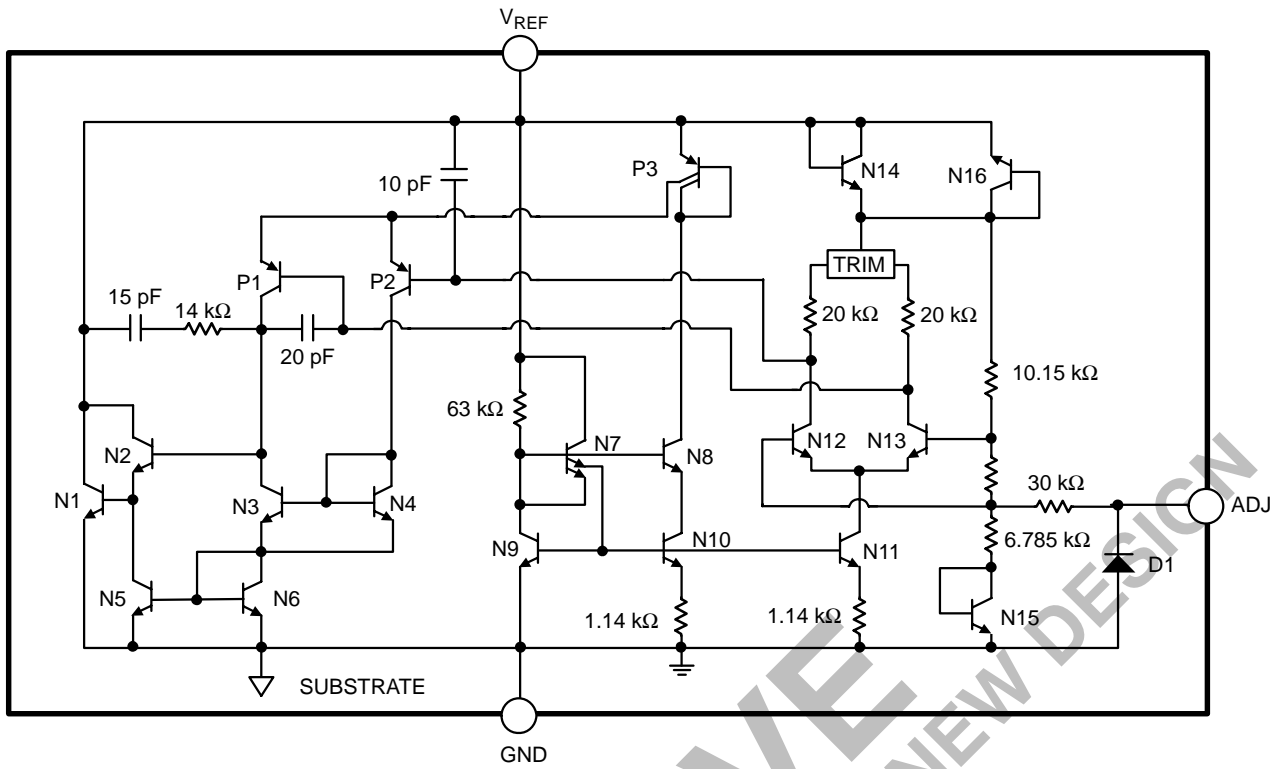 VREF
P3
N14
N16
10 pF
TRIM
P1
P2
15 pF
14 kΩ
20 kΩ
20 kΩ
20 pF
10.15 kΩ
63 kΩ
N7
N12
N13
N2
N8
30 kΩ
N1
N3
N4
ADJ
6.785 kΩ
N9
N10
N11
D1
N5
N6
N15
1.14 kΩ
1.14 kΩ
SUBSTRATE
GND
NEW DESIGN